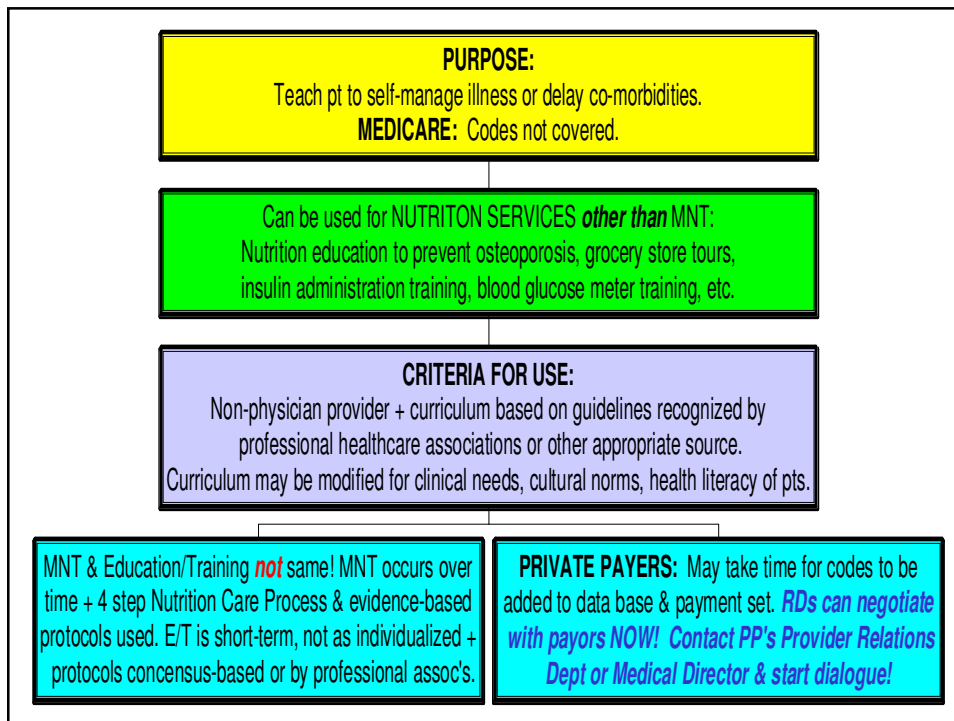 PURPOSE:
Teach pt to self-manage illness or delay co-morbidities.
MEDICARE: Codes not covered.
Can be used for NUTRITON SERVICES other than MNT:
Nutrition education to prevent osteoporosis, grocery store tours,
insulin administration training, blood glucose meter training, etc.
CRITERIA FOR USE:
Non-physician provider + curriculum based on guidelines recognized by
professional healthcare associations or other appropriate source.
Curriculum may be modified for clinical needs, cultural norms, health literacy of pts.
MNT & Education/Training not same! MNT occurs over
time + 4 step Nutrition Care Process & evidence-based
protocols used. E/T is short-term, not as individualized +
protocols concensus-based or by professional assoc's.
PRIVATE PAYERS: May take time for codes to be
added to data base & payment set. RDs can negotiate
with payors NOW! Contact PP's Provider Relations
Dept or Medical Director & start dialogue!